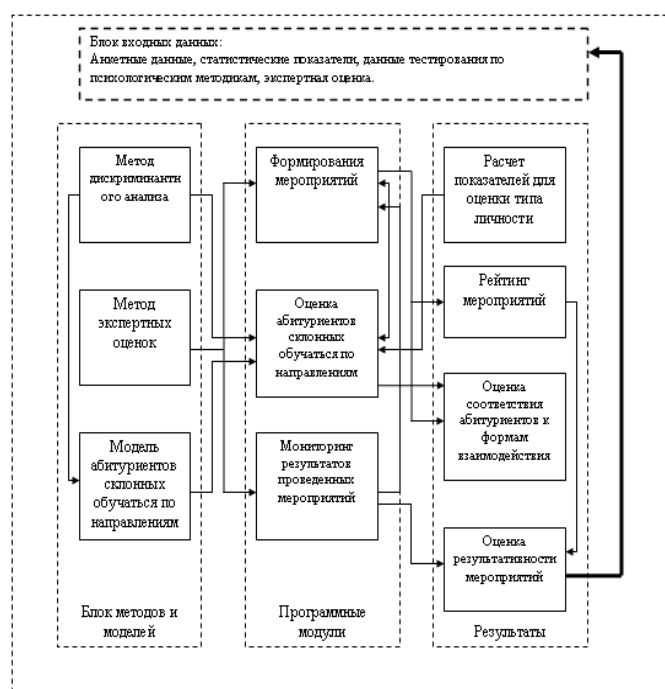 Блок входных данных:
Анкетные данные, статистические показатели, данные тестирования по
психологическим методикам, экспертная оценка.
Метод
дискриминантн
ого анализа
Метод
экспертных
оценок
Модель
абитуриентов
склонных
обучаться по
направлениям
Блок методов и
моделей
Формирования
мероприятий
Оценка
абитуриентов
склонных
обучаться по
направлениям
Мониторинг
результатов
проведенных
мероприятий
Программные
модули
Расчет
показателей для
оценки типа
личности
Рейтинг
мероприятий
Оценка
соответствия
абитуриентов к
формам
взаимодействия
Оценка
результативности
мероприятий
Результаты